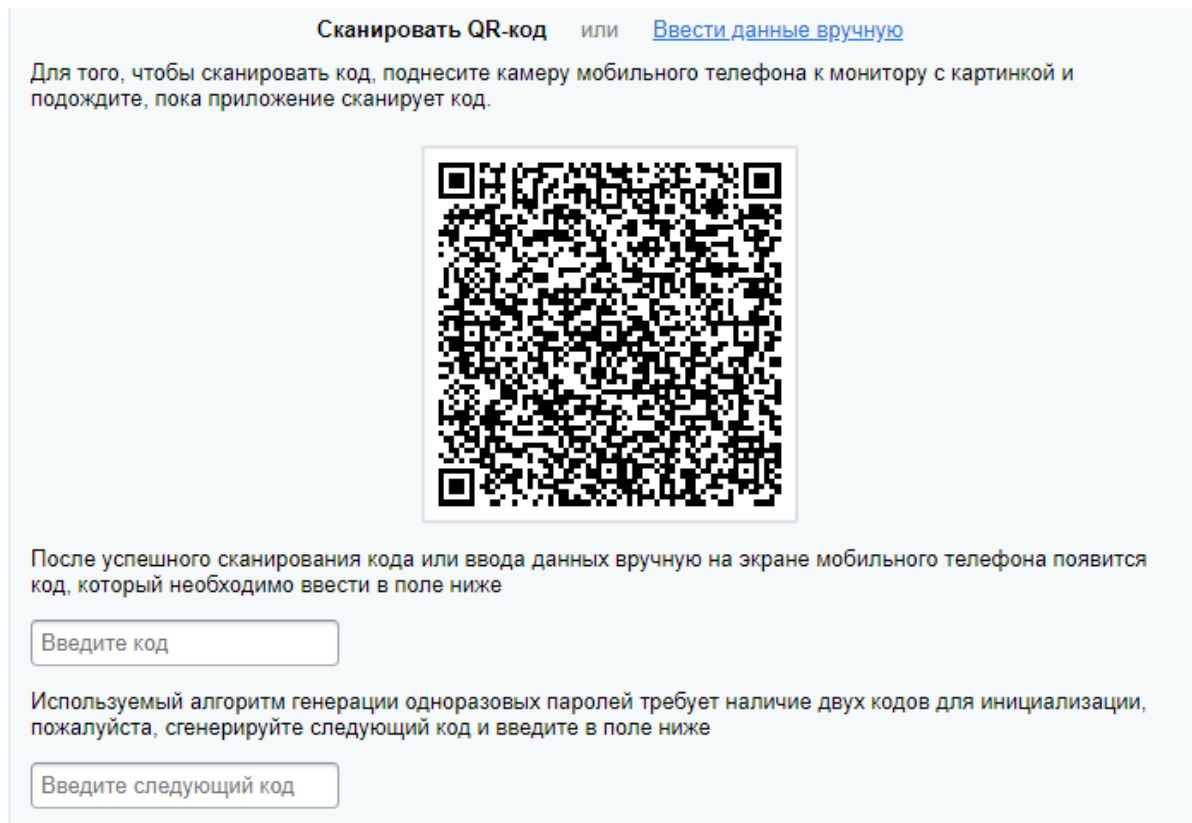 Сканировать QR-код или Ввести данные вручную
Для того, чтобы сканировать код, поднесите камеру мобильного телефона к монитору с картинкой и
подождите, пока приложение сканирует код.
После успешного сканирования кода или ввода данных вручную на экране мобильного телефона появится
код, который необходимо ввести в поле ниже
Введите код
Используемый алгоритм генерации одноразовых паролей требует наличие двух кодов для инициализации,
пожалуйста, сгенерируйте следующий код и введите в поле ниже
Введите следующий код